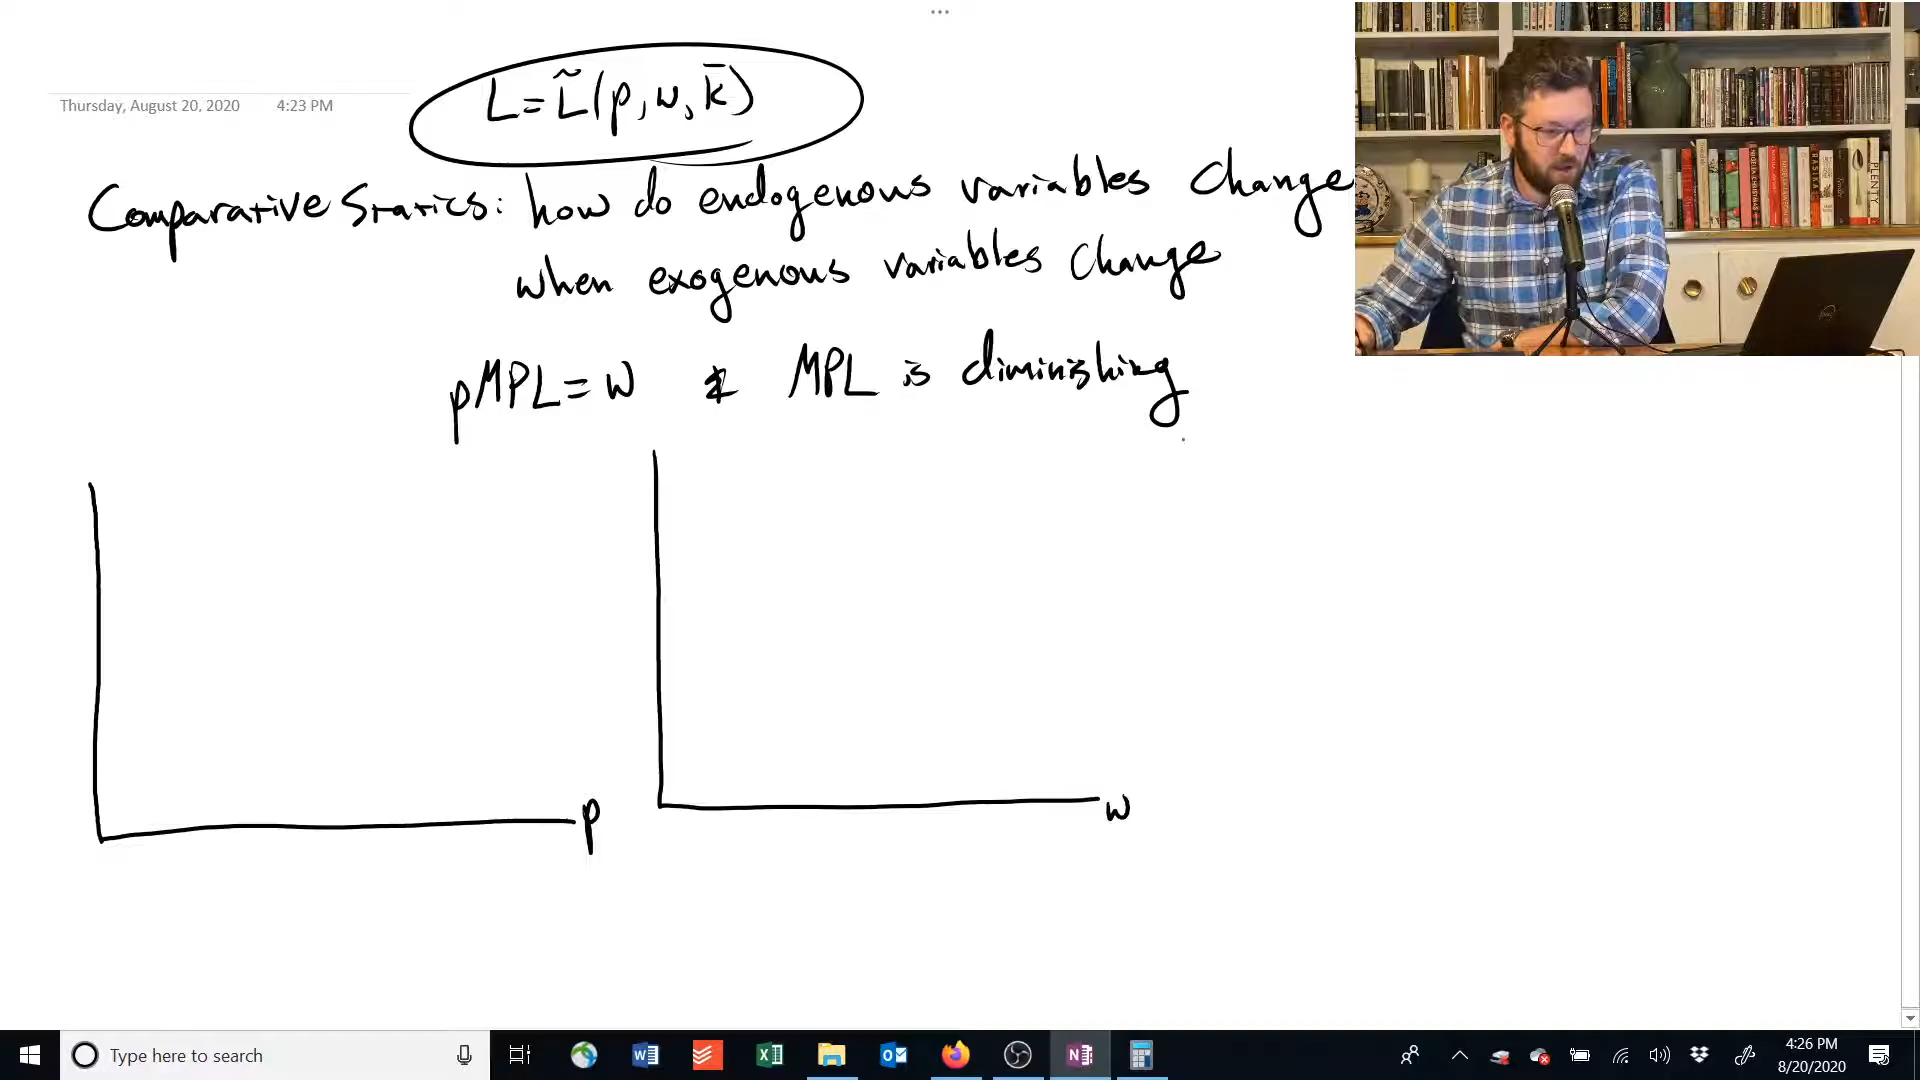 Thursday, August 20, 2020 4:23 PM
L = L̃(p, w, k̄)
Comparative Statics: how do endogenous variables change
when exogenous variables change
pMPL = w & MPL is diminishing
p
w
PLENTY
Type here to search
4:26 PM
8/20/2020